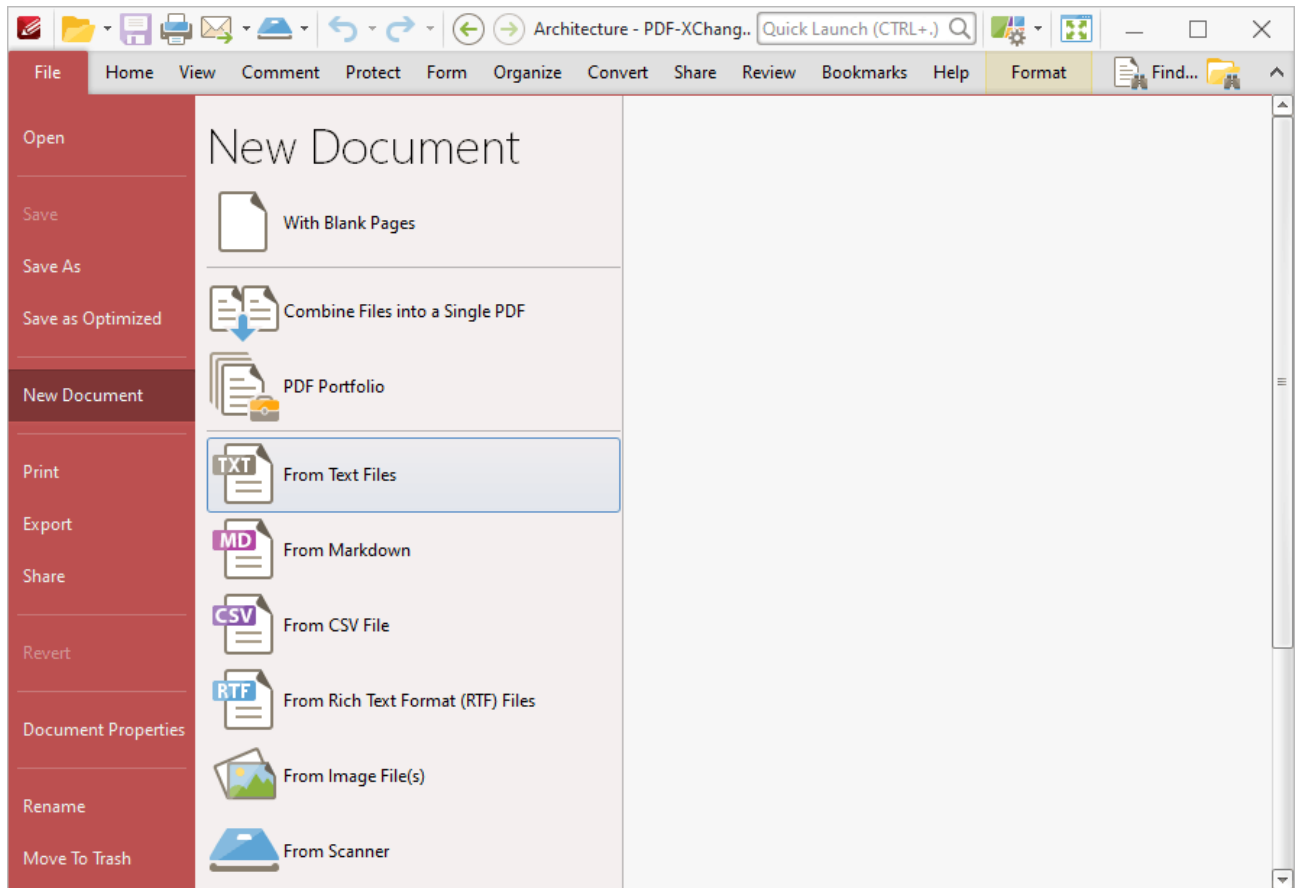 Architecture - PDF-XChang.. Quick Launch (CTRL+.)
File Home View Comment Protect Form Organize Convert Share Review Bookmarks Help Format Find...
Open
Save
Save As
Save as Optimized
New Document
Print
Export
Share
Revert
Document Properties
Rename
Move To Trash
New Document
With Blank Pages
Combine Files into a Single PDF
PDF Portfolio
TXT From Text Files
MD From Markdown
CSV From CSV File
RTF From Rich Text Format (RTF) Files
From Image File(s)
From Scanner